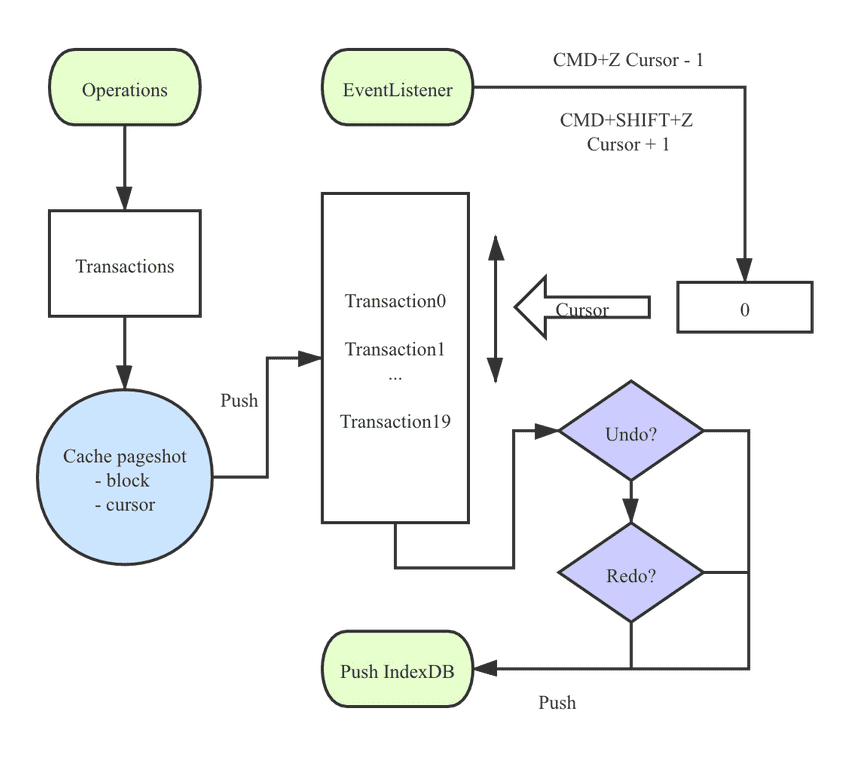 Operations
EventListener
CMD+Z Cursor - 1
CMD+SHIFT+Z
Cursor + 1
Transactions
Transaction0
Transaction1
...
Transaction19
Cursor
0
Push
Cache pageshot
- block
- cursor
Undo?
Redo?
Push IndexDB
Push